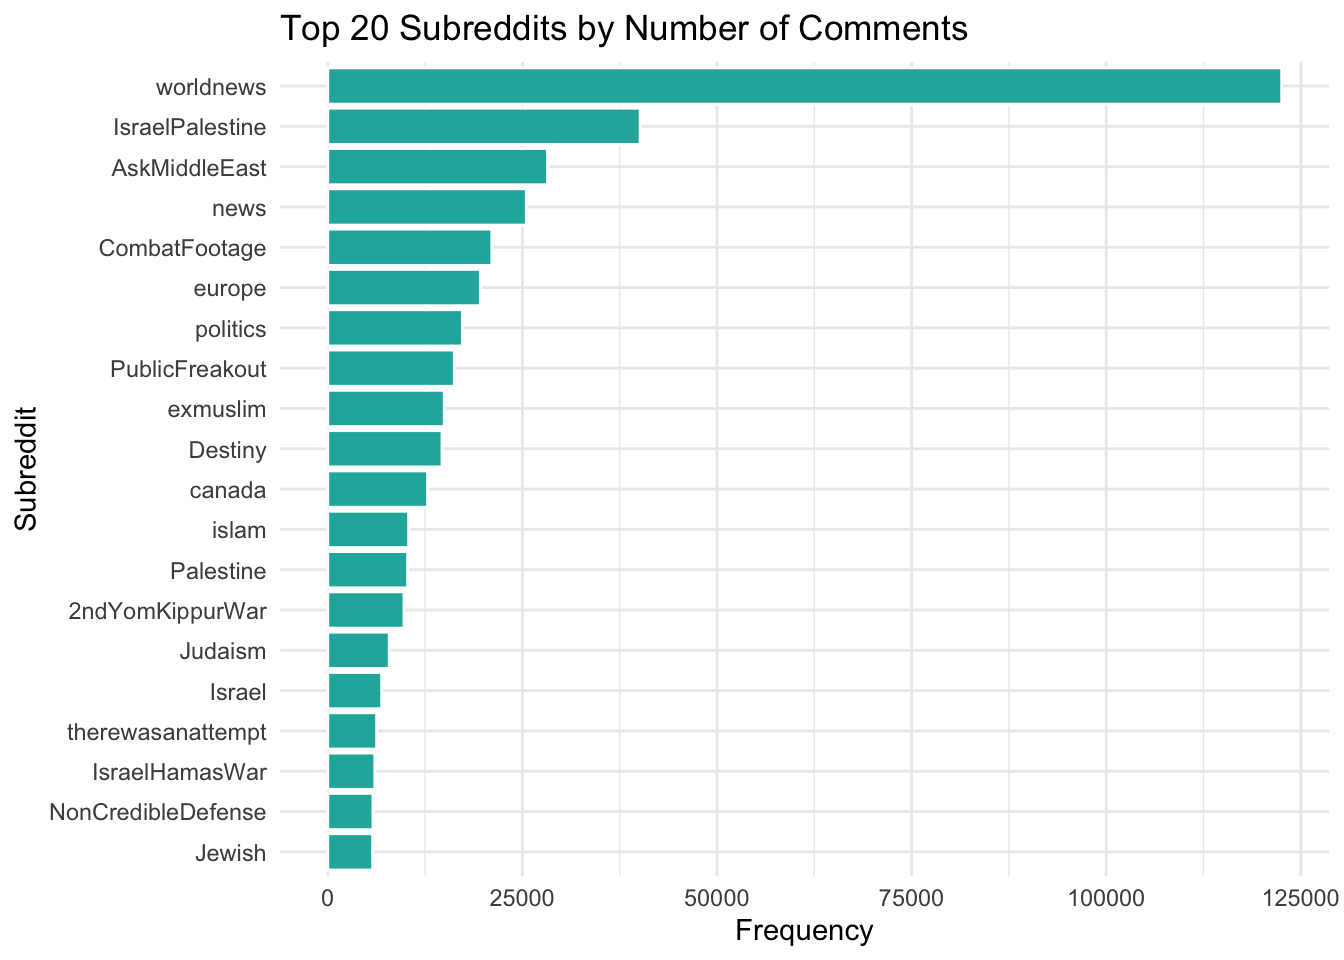 Top 20 Subreddits by Number of Comments
worldnews
IsraelPalestine
AskMiddleEast
news
CombatFootage
europe
politics
PublicFreakout
exmuslim
Destiny
canada
islam
Palestine
2ndYomKippurWar
Judaism
Israel
therewasanattempt
IsraelHamasWar
NonCredibleDefense
Jewish
Subreddit
0 25000 50000 75000 100000 125000
Frequency